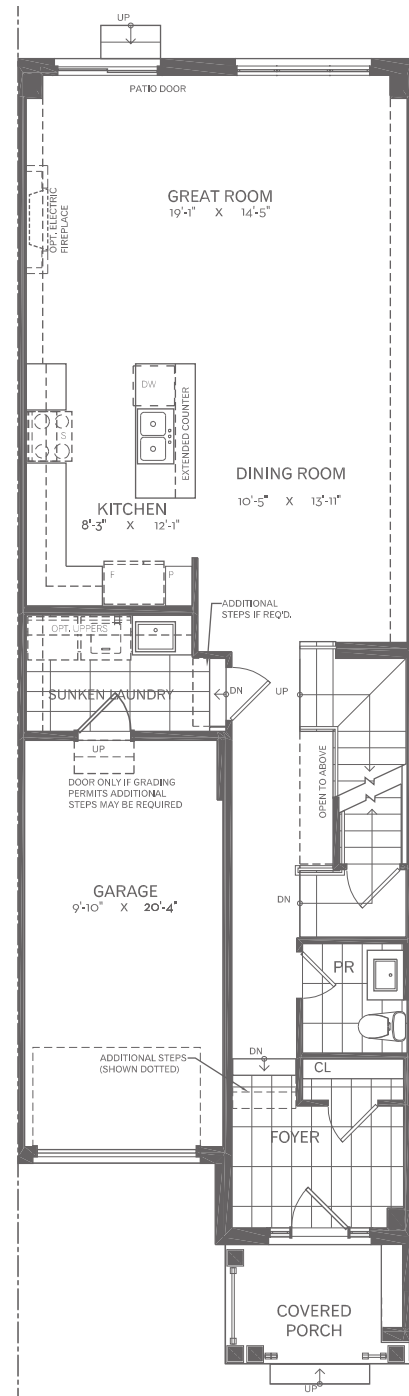 UP
PATIO DOOR
GREAT ROOM
19'-1" X 14'-5"
OPT. ELECTRIC
FIREPLACE
DW
S
EXTENDED COUNTER
DINING ROOM
10'-5" X 13'-11"
KITCHEN
8'-3" X 12'-1"
F
P
ADDITIONAL
STEPS IF REQ'D.
OPT. UPPERS
SUNKEN LAUNDRY
DN
UP
UP
DOOR ONLY IF GRADING
PERMITS ADDITIONAL
STEPS MAY BE REQUIRED
OPEN TO ABOVE
GARAGE
9'-10" X 20'-4"
DN
PR
ADDITIONAL STEPS
(SHOWN DOTTED)
DN
CL
FOYER
COVERED
PORCH
UP